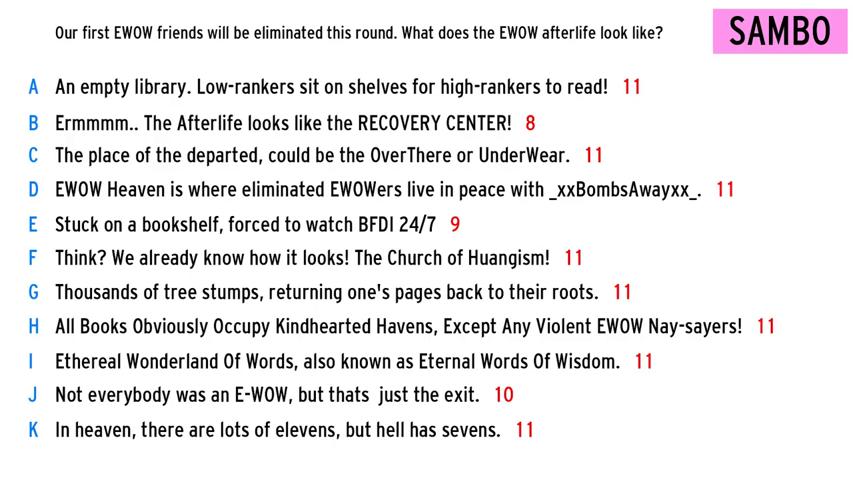 Our first EWOW friends will be eliminated this round. What does the EWOW afterlife look like?
SAMBO
A An empty library. Low-rankers sit on shelves for high-rankers to read! 11
B Ermmmm.. The Afterlife looks like the RECOVERY CENTER! 8
C The place of the departed, could be the OverThere or UnderWear. 11
D EWOW Heaven is where eliminated EWOWers live in peace with _xxBombsAwayxx_. 11
E Stuck on a bookshelf, forced to watch BFDI 24/7 9
F Think? We already know how it looks! The Church of Huangism! 11
G Thousands of tree stumps, returning one's pages back to their roots. 11
H All Books Obviously Occupy Kindhearted Havens, Except Any Violent EWOW Nay-sayers! 11
I Ethereal Wonderland Of Words, also known as Eternal Words Of Wisdom. 11
J Not everybody was an E-WOW, but thats  just the exit. 10
K In heaven, there are lots of elevens, but hell has sevens. 11